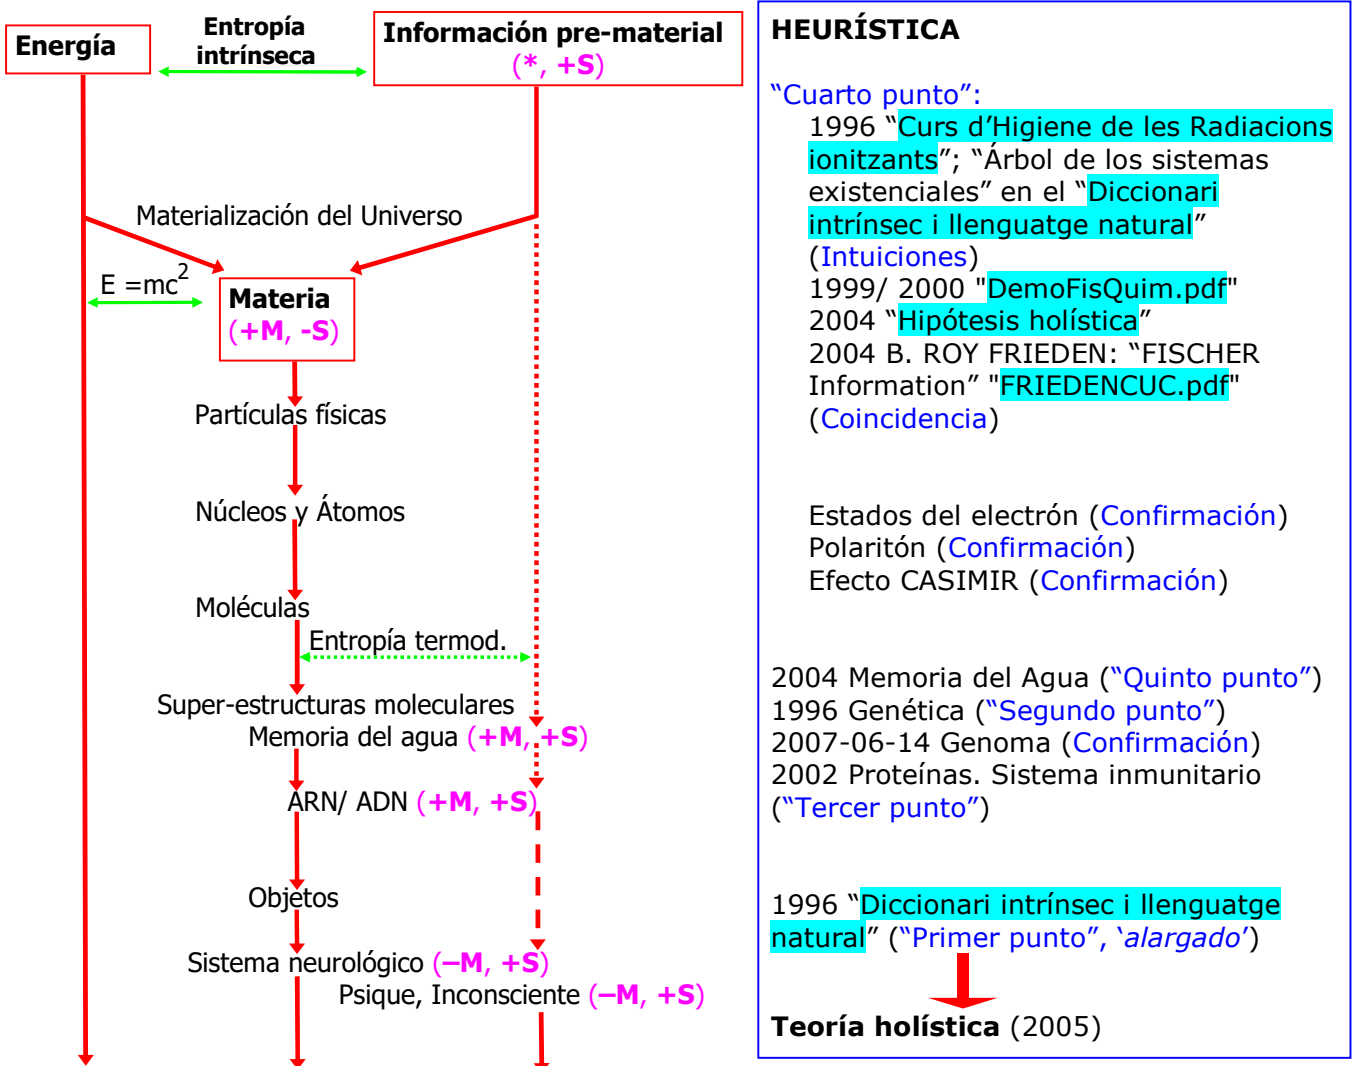 Energía
Entropía
intrínseca
Información pre-material
(*, +S)
Materialización del Universo
E =mc2
Materia
(+M, -S)
Partículas físicas
Núcleos y Átomos
Moléculas
Entropía termod.
Super-estructuras moleculares
Memoria del agua (+M, +S)
ARN/ ADN (+M, +S)
Objetos
Sistema neurológico (–M, +S)
Psique, Inconsciente (–M, +S)
HEURÍSTICA
“Cuarto punto”:
1996 “Curs d’Higiene de les Radiacions
ionitzants”; “Árbol de los sistemas
existenciales” en el “Diccionari
intrínsec i llenguatge natural”
(Intuiciones)
1999/ 2000 "DemoFisQuim.pdf"
2004 “Hipótesis holística”
2004 B. ROY FRIEDEN: “FISCHER
Information” "FRIEDENCUC.pdf"
(Coincidencia)
Estados del electrón (Confirmación)
Polaritón (Confirmación)
Efecto CASIMIR (Confirmación)
2004 Memoria del Agua (“Quinto punto”)
1996 Genética (“Segundo punto”)
2007-06-14 Genoma (Confirmación)
2002 Proteínas. Sistema inmunitario
(“Tercer punto”)
1996 “Diccionari intrínsec i llenguatge
natural” (“Primer punto”, ‘alargado’)
Teoría holística (2005)